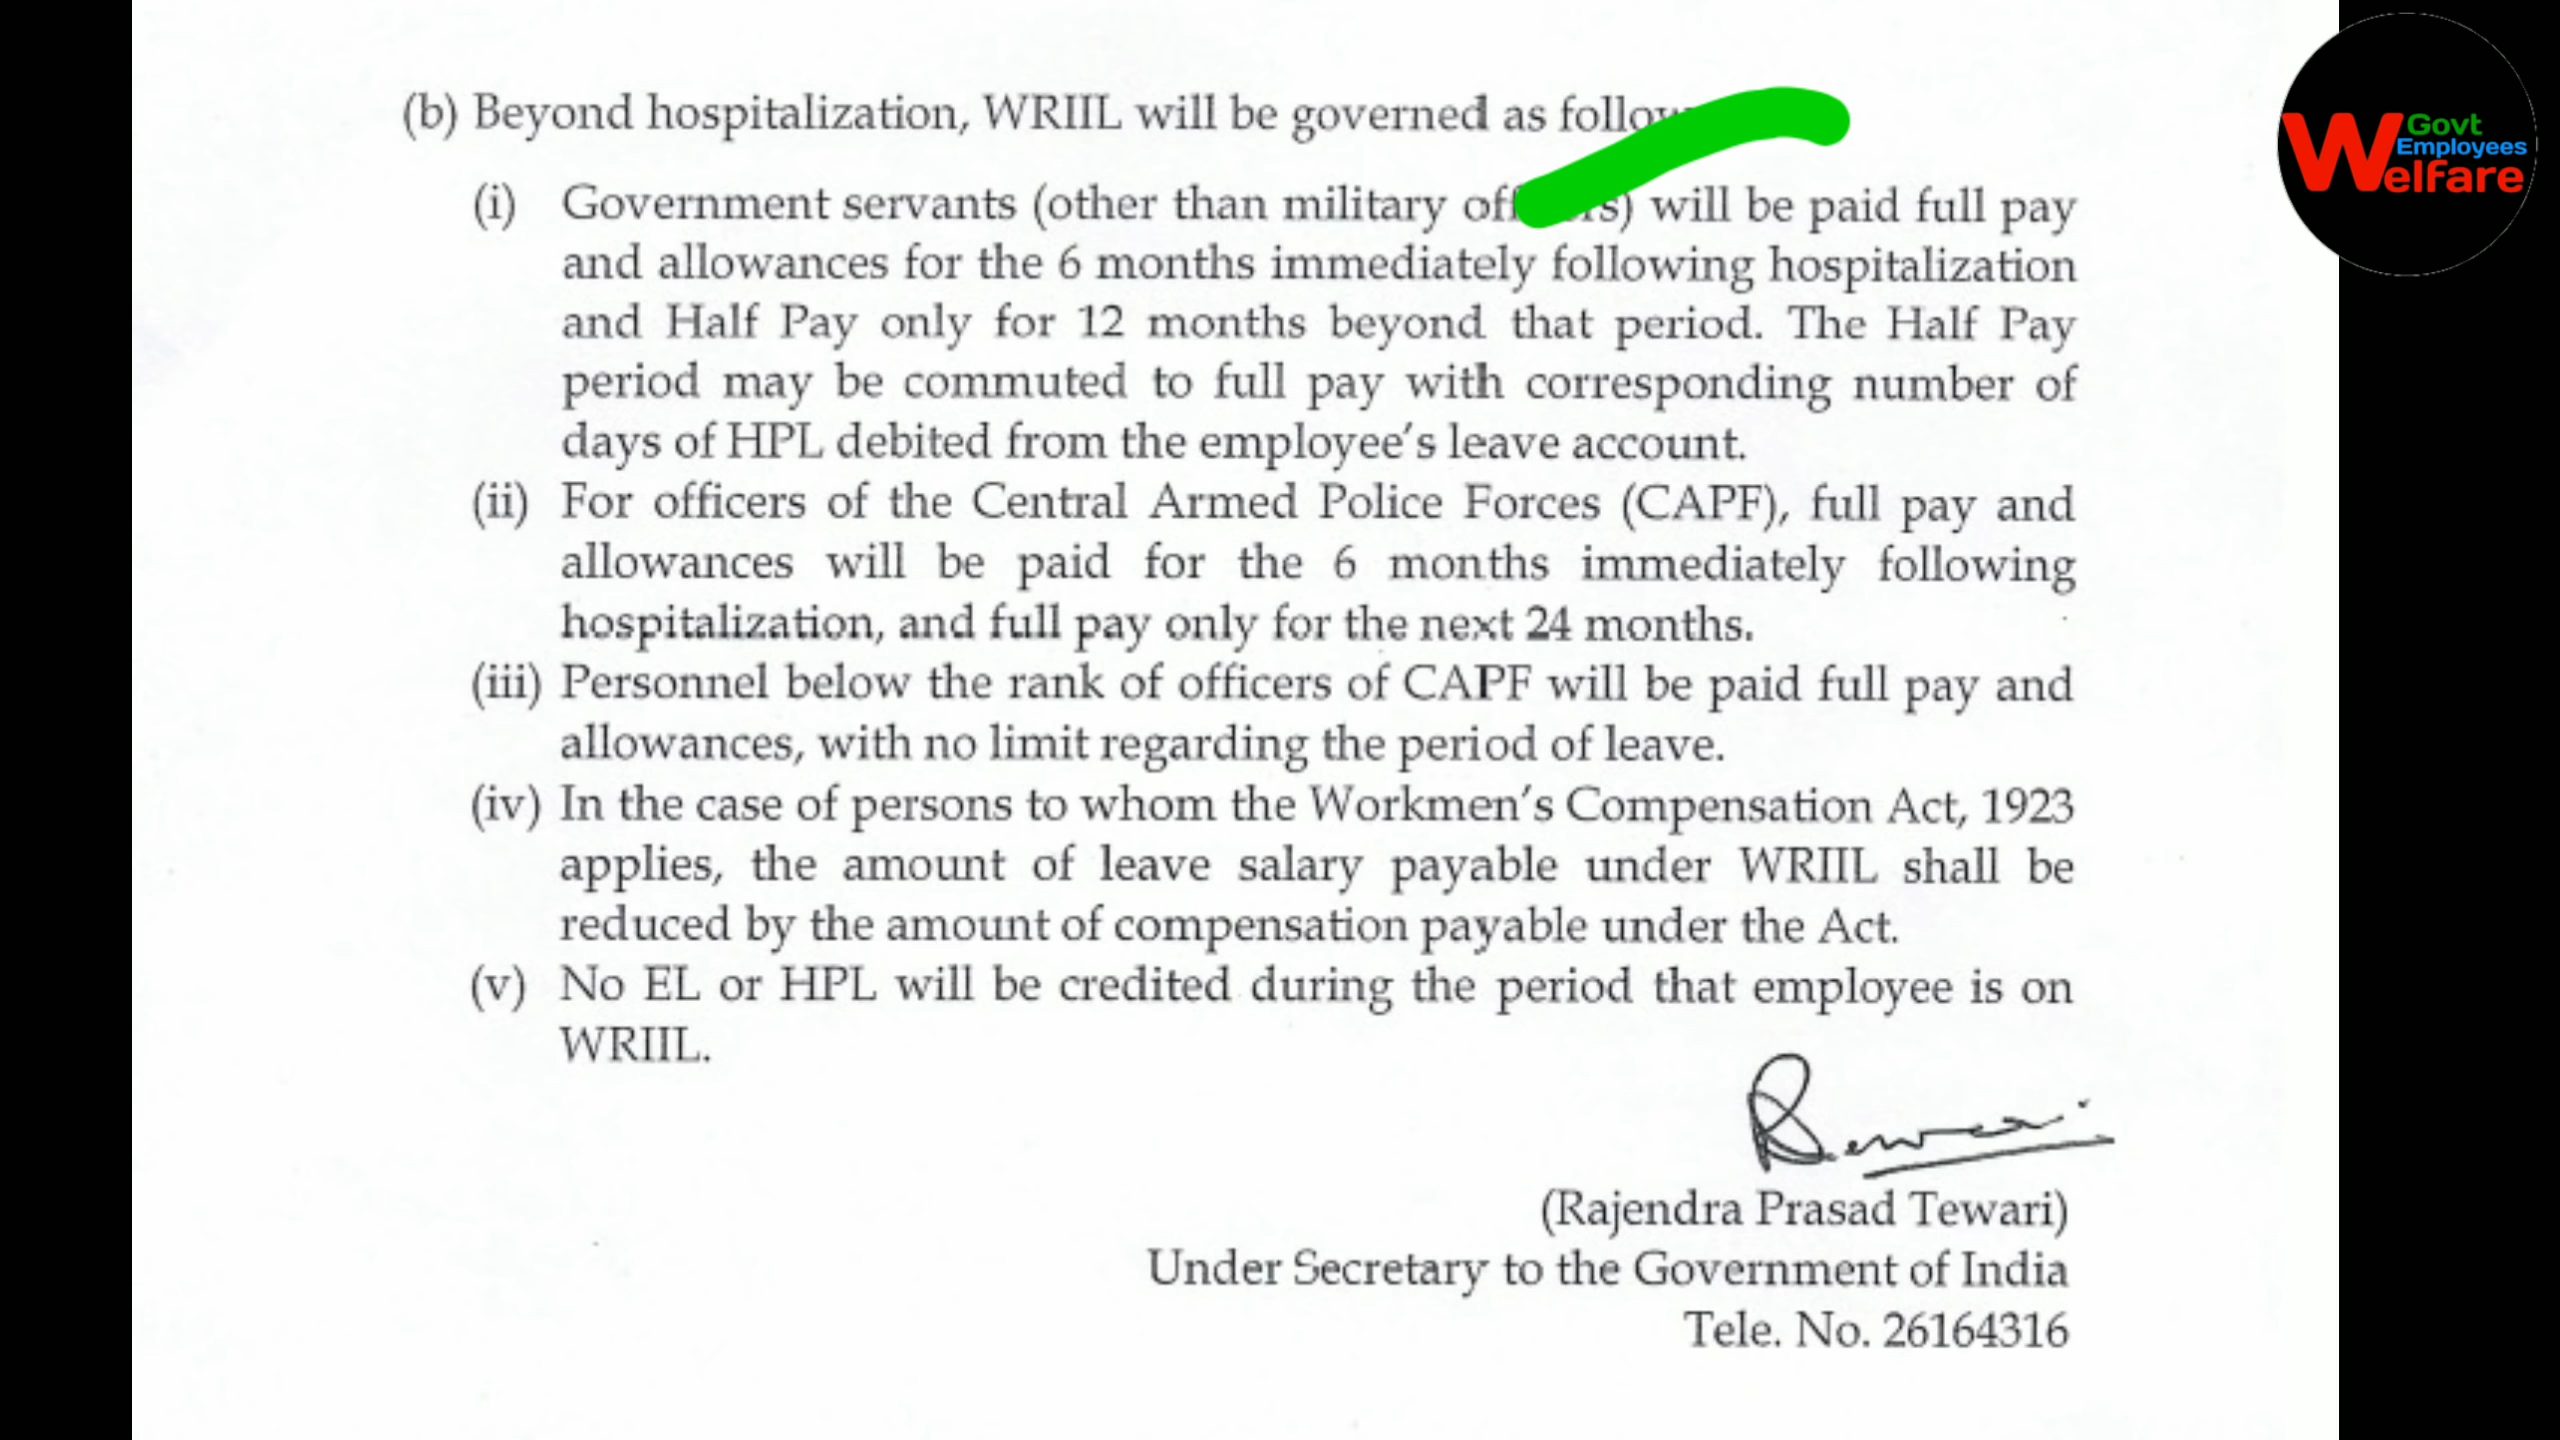 (b) Beyond hospitalization, WRIIL will be governed as
(i) Government servants (other than military will be paid full pay
and allowances for the 6 months immediately following hospitalization
and Half Pay only for 12 months beyond that period. The Half Pay
period may be commuted to full pay with corresponding number of
days of HPL debited from the employee's leave account.
(ii) For officers of the Central Armed Police Forces (CAPF), full pay and
allowances will be paid for the 6 months immediately following
hospitalization, and full pay only for the next 24 months.
(iii) Personnel below the rank of officers of CAPF will be paid full pay and
allowances, with no limit regarding the period of leave.
(iv) In the case of persons to whom the Workmen's Compensation Act, 1923
applies, the amount of leave salary payable under WRIIL shall be
reduced by the amount of compensation payable under the Act.
(v) No EL or HPL will be credited during the period that employee is on
WRIIL.
(Rajendra Prasad Tewari)
Under Secretary to the Government of India
Tele. No. 26164316
Govt
Employees
Welfare